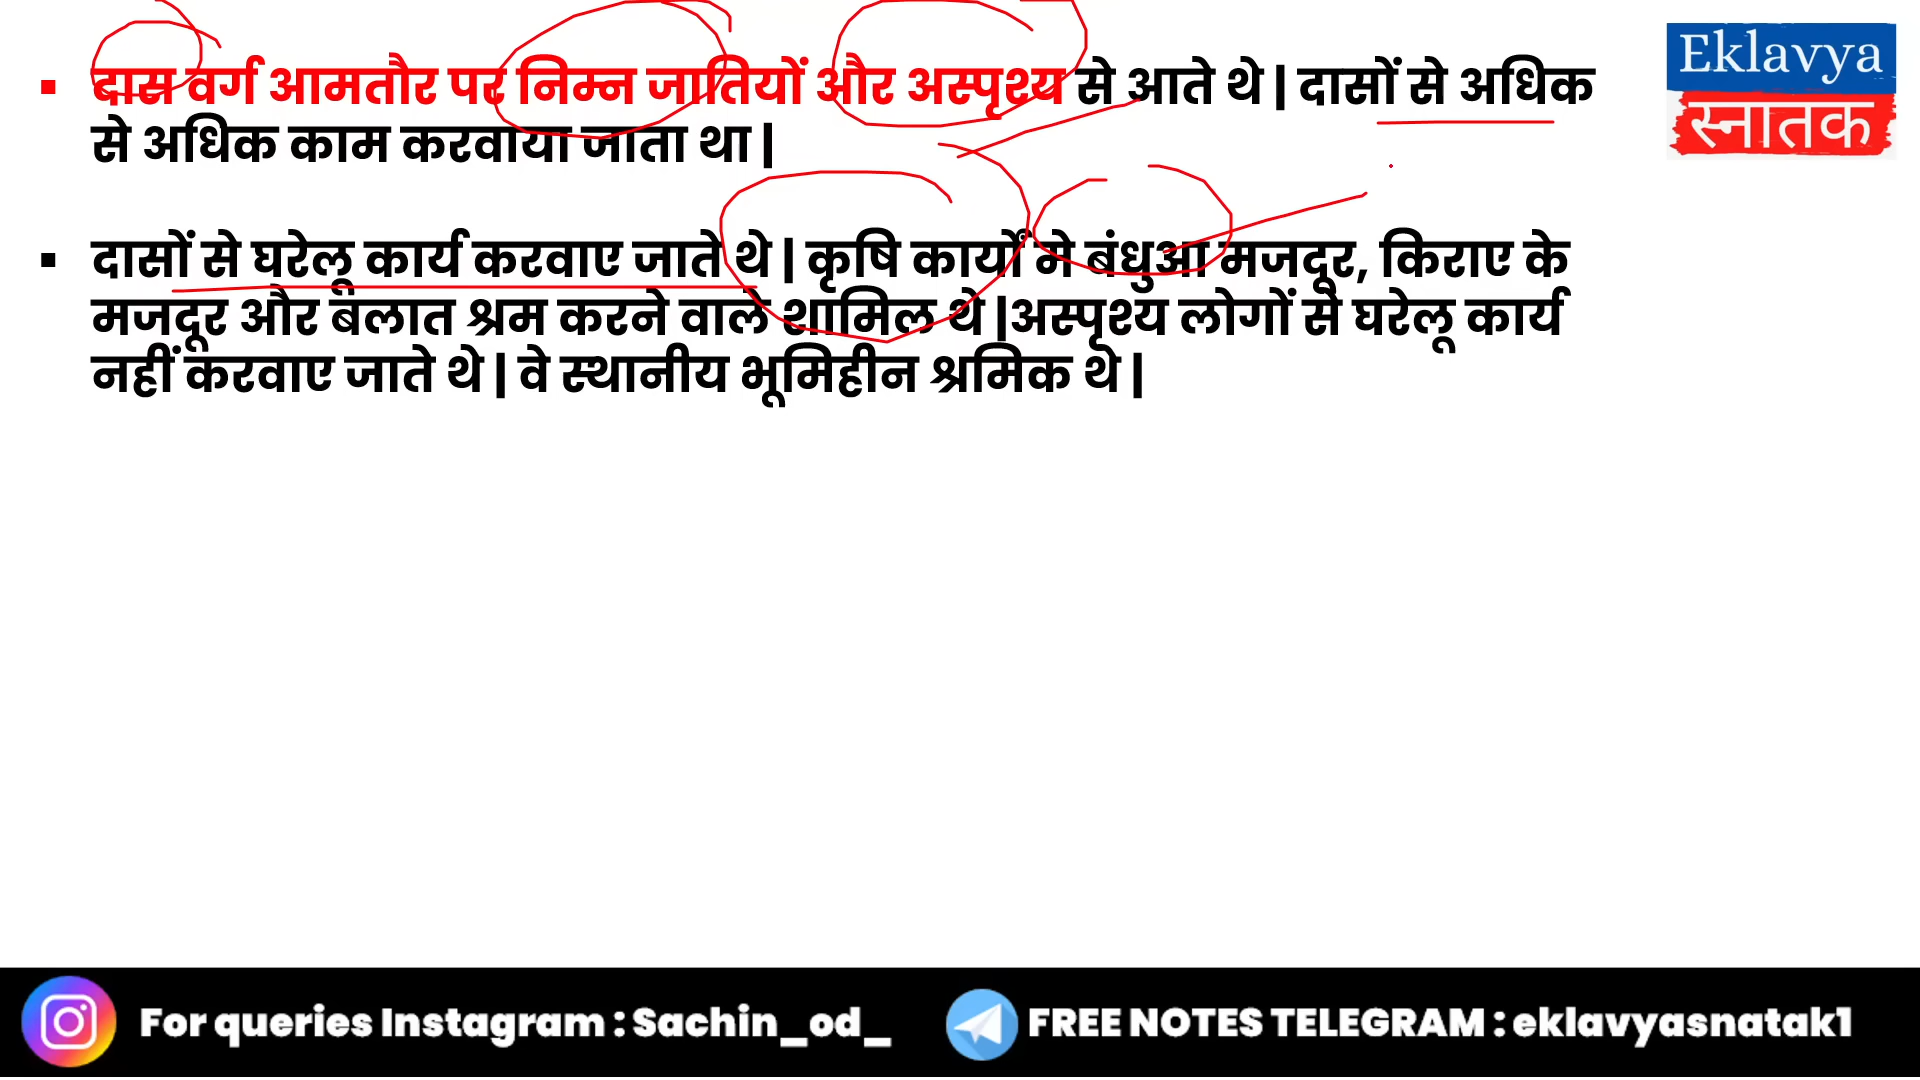 दास वर्ग आमतौर पर निम्न जातियों और अस्पृश्य से आते थे | दासों से अधिक
से अधिक काम करवाया जाता था |
दासों से घरेलू कार्य करवाए जाते थे | कृषि कार्यों मे बंधुआ मजदूर, किराए के
मजदूर और बलात श्रम करने वाले शामिल थे |अस्पृश्य लोगों से घरेलू कार्य
नहीं करवाए जाते थे | वे स्थानीय भूमिहीन श्रमिक थे |
Eklavya
स्नातक
For queries Instagram : Sachin_od_
FREE NOTES TELEGRAM : eklavyasnatak1